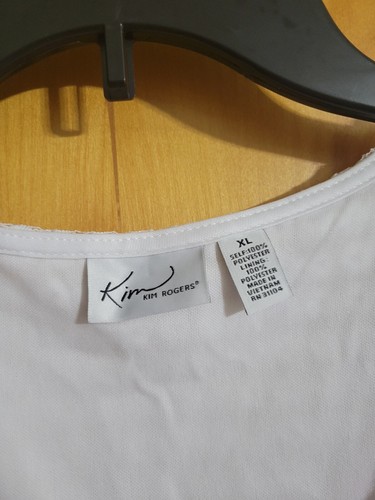 Kim
KIM ROGERS®
XL
SELF:100%
POLYESTER
LINING:
100%
POLYESTER
MADE IN
VIETNAM
RN 31104